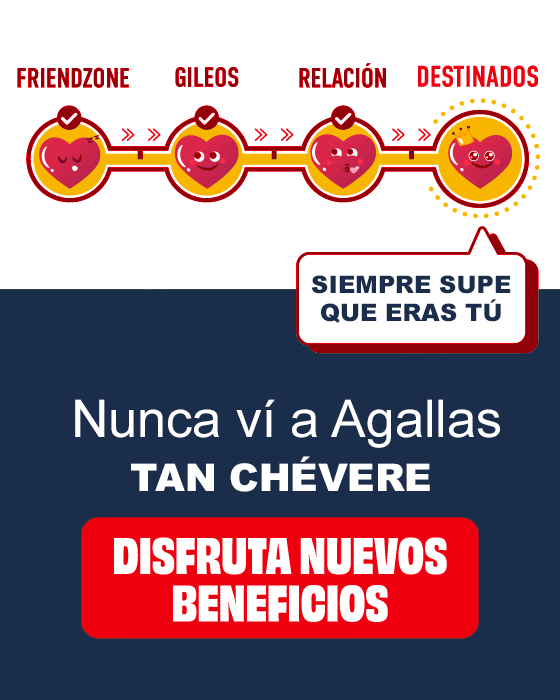 FRIENDZONE GILEOS RELACIÓN DESTINADOS
SIEMPRE SUPE
QUE ERAS TÚ
Nunca ví a Agallas
TAN CHÉVERE
DISFRUTA NUEVOS
BENEFICIOS